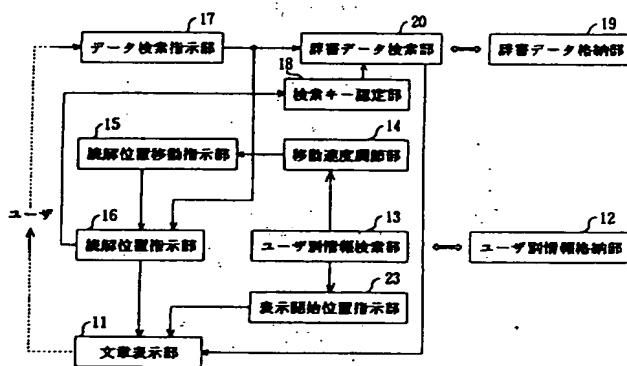 17
データ検索指示部
20
辞書データ検索部
19
辞書データ格納部
18
検索キー認定部
15
読解位置移動指示部
14
移動速度調節部
ユーザ
16
読解位置指示部
13
ユーザ別情報検索部
12
ユーザ別情報格納部
23
表示開始位置指示部
11
文章表示部